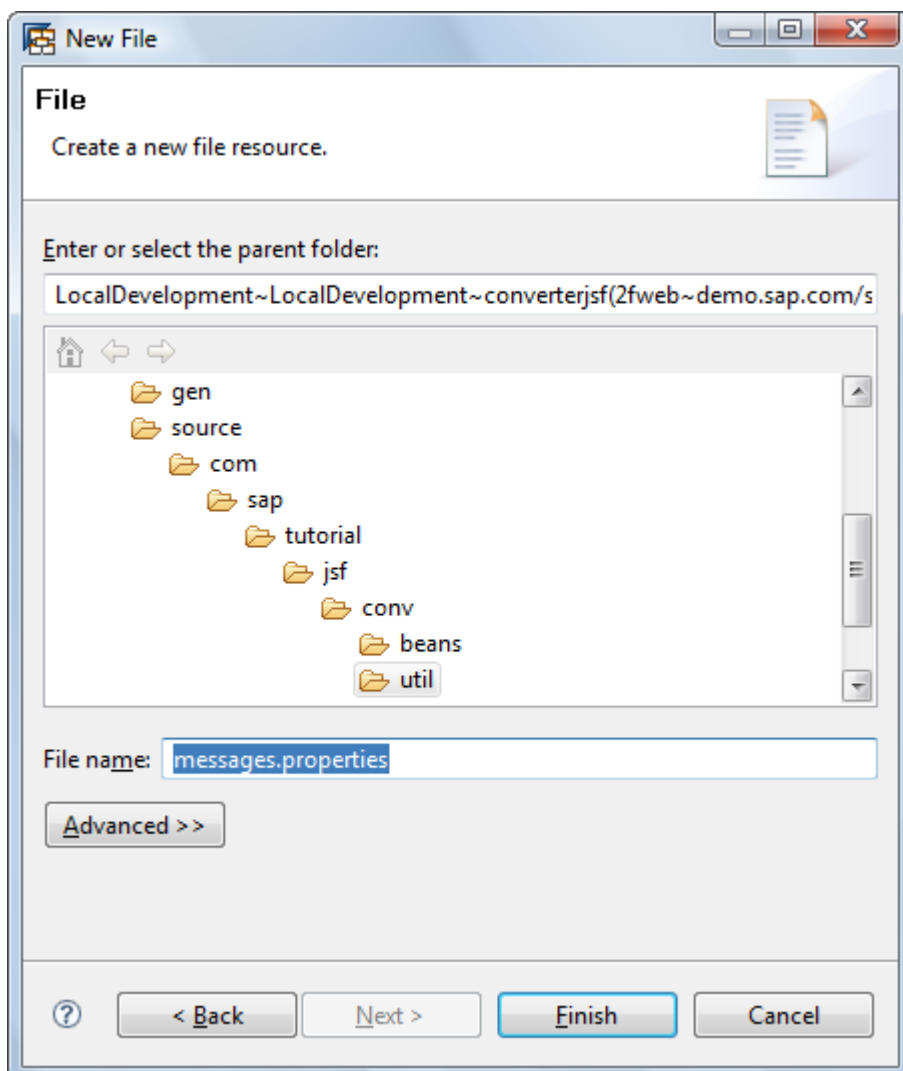 New File
File
Create a new file resource.
Enter or select the parent folder:
LocalDevelopment~LocalDevelopment~converterjsf(2fweb~demo.sap.com/s
gen
source
com
sap
tutorial
jsf
conv
beans
util
File name: messages.properties
Advanced >>
? < Back Next > Finish Cancel